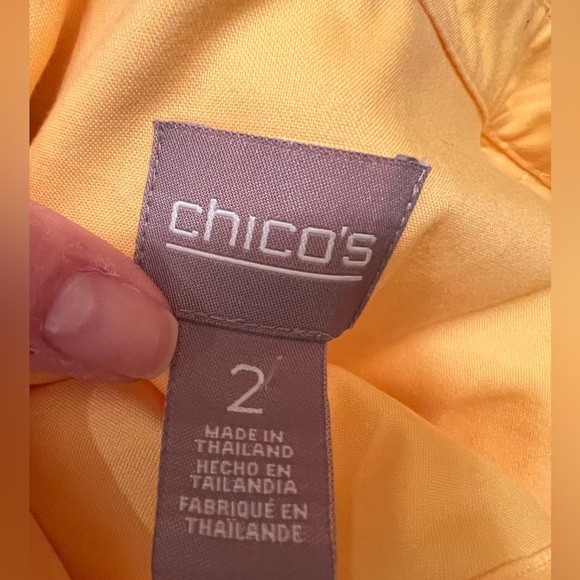 chico's
2
MADE IN
THAILAND
HECHO EN
TAILANDIA
FABRIQUÉ EN
THAÏLANDE